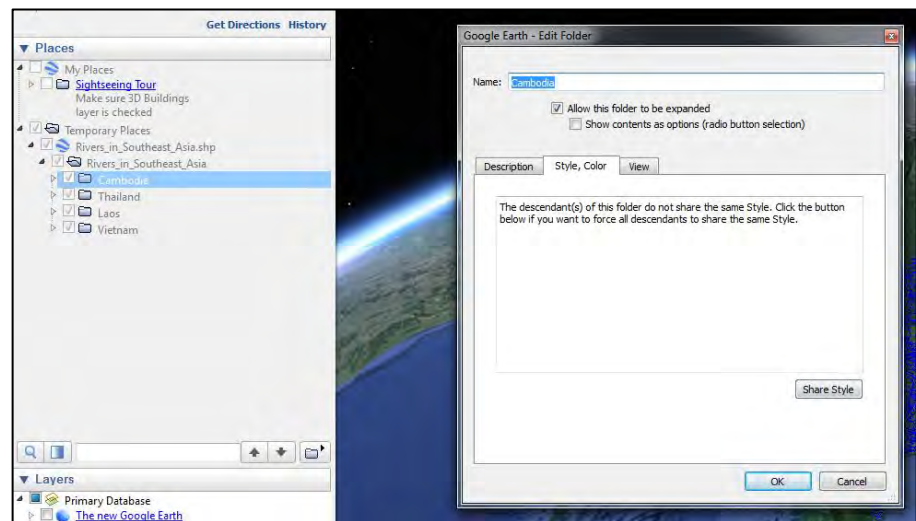 Get Directions History
Places
My Places
Sightseeing Tour
Make sure 3D Buildings
layer is checked
Temporary Places
Rivers_in_Southeast_Asia.shp
Rivers_in_Southeast_Asia
Cambodia
Thailand
Laos
Vietnam
Layers
Primary Database
The new Google Earth
Google Earth - Edit Folder
Name: Cambodia
Allow this folder to be expanded
Show contents as options (radio button selection)
Description Style, Color View
The descendant(s) of this folder do not share the same Style. Click the button
below if you want to force all descendants to share the same Style.
Share Style
OK Cancel